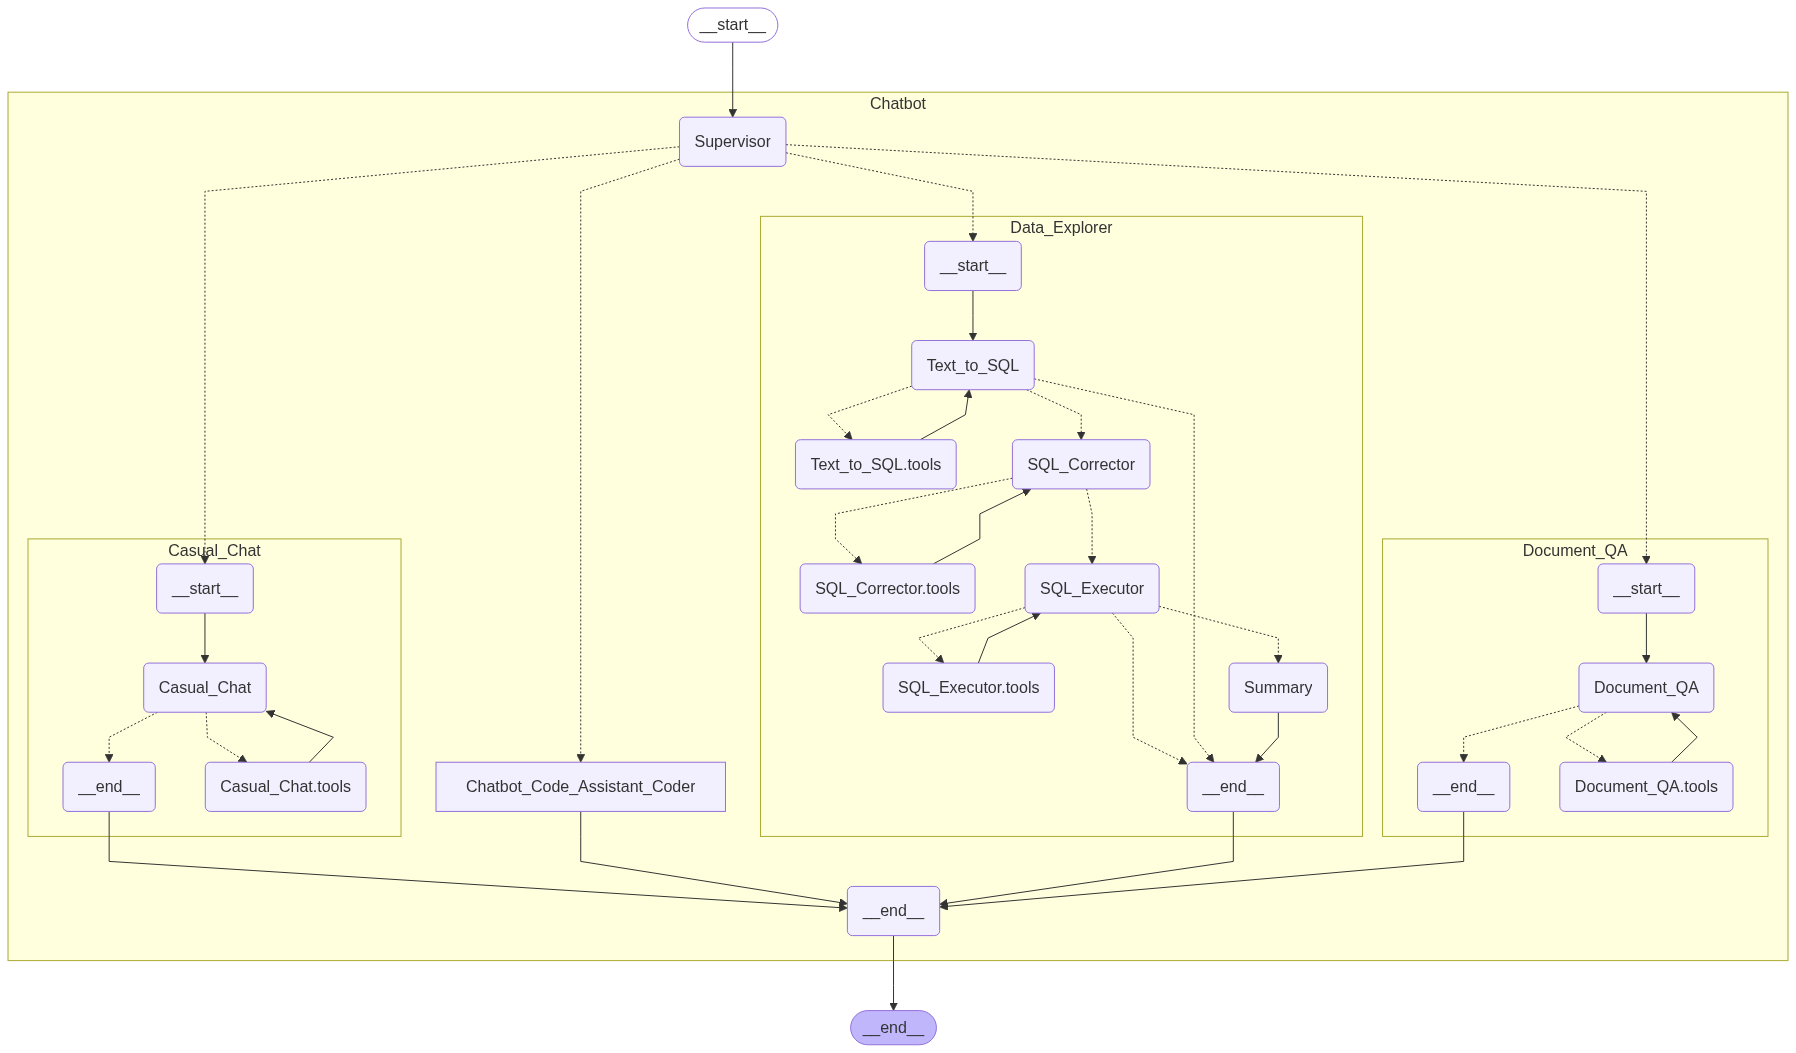 __start__
Chatbot
Supervisor
Data_Explorer
__start__
Text_to_SQL
Text_to_SQL.tools
SQL_Corrector
Casual_Chat
Document_QA
__start__
SQL_Corrector.tools
SQL_Executor
__start__
Casual_Chat
SQL_Executor.tools
Summary
Document_QA
__end__
Casual_Chat.tools
Chatbot_Code_Assistant_Coder
__end__
__end__
Document_QA.tools
__end__
__end__